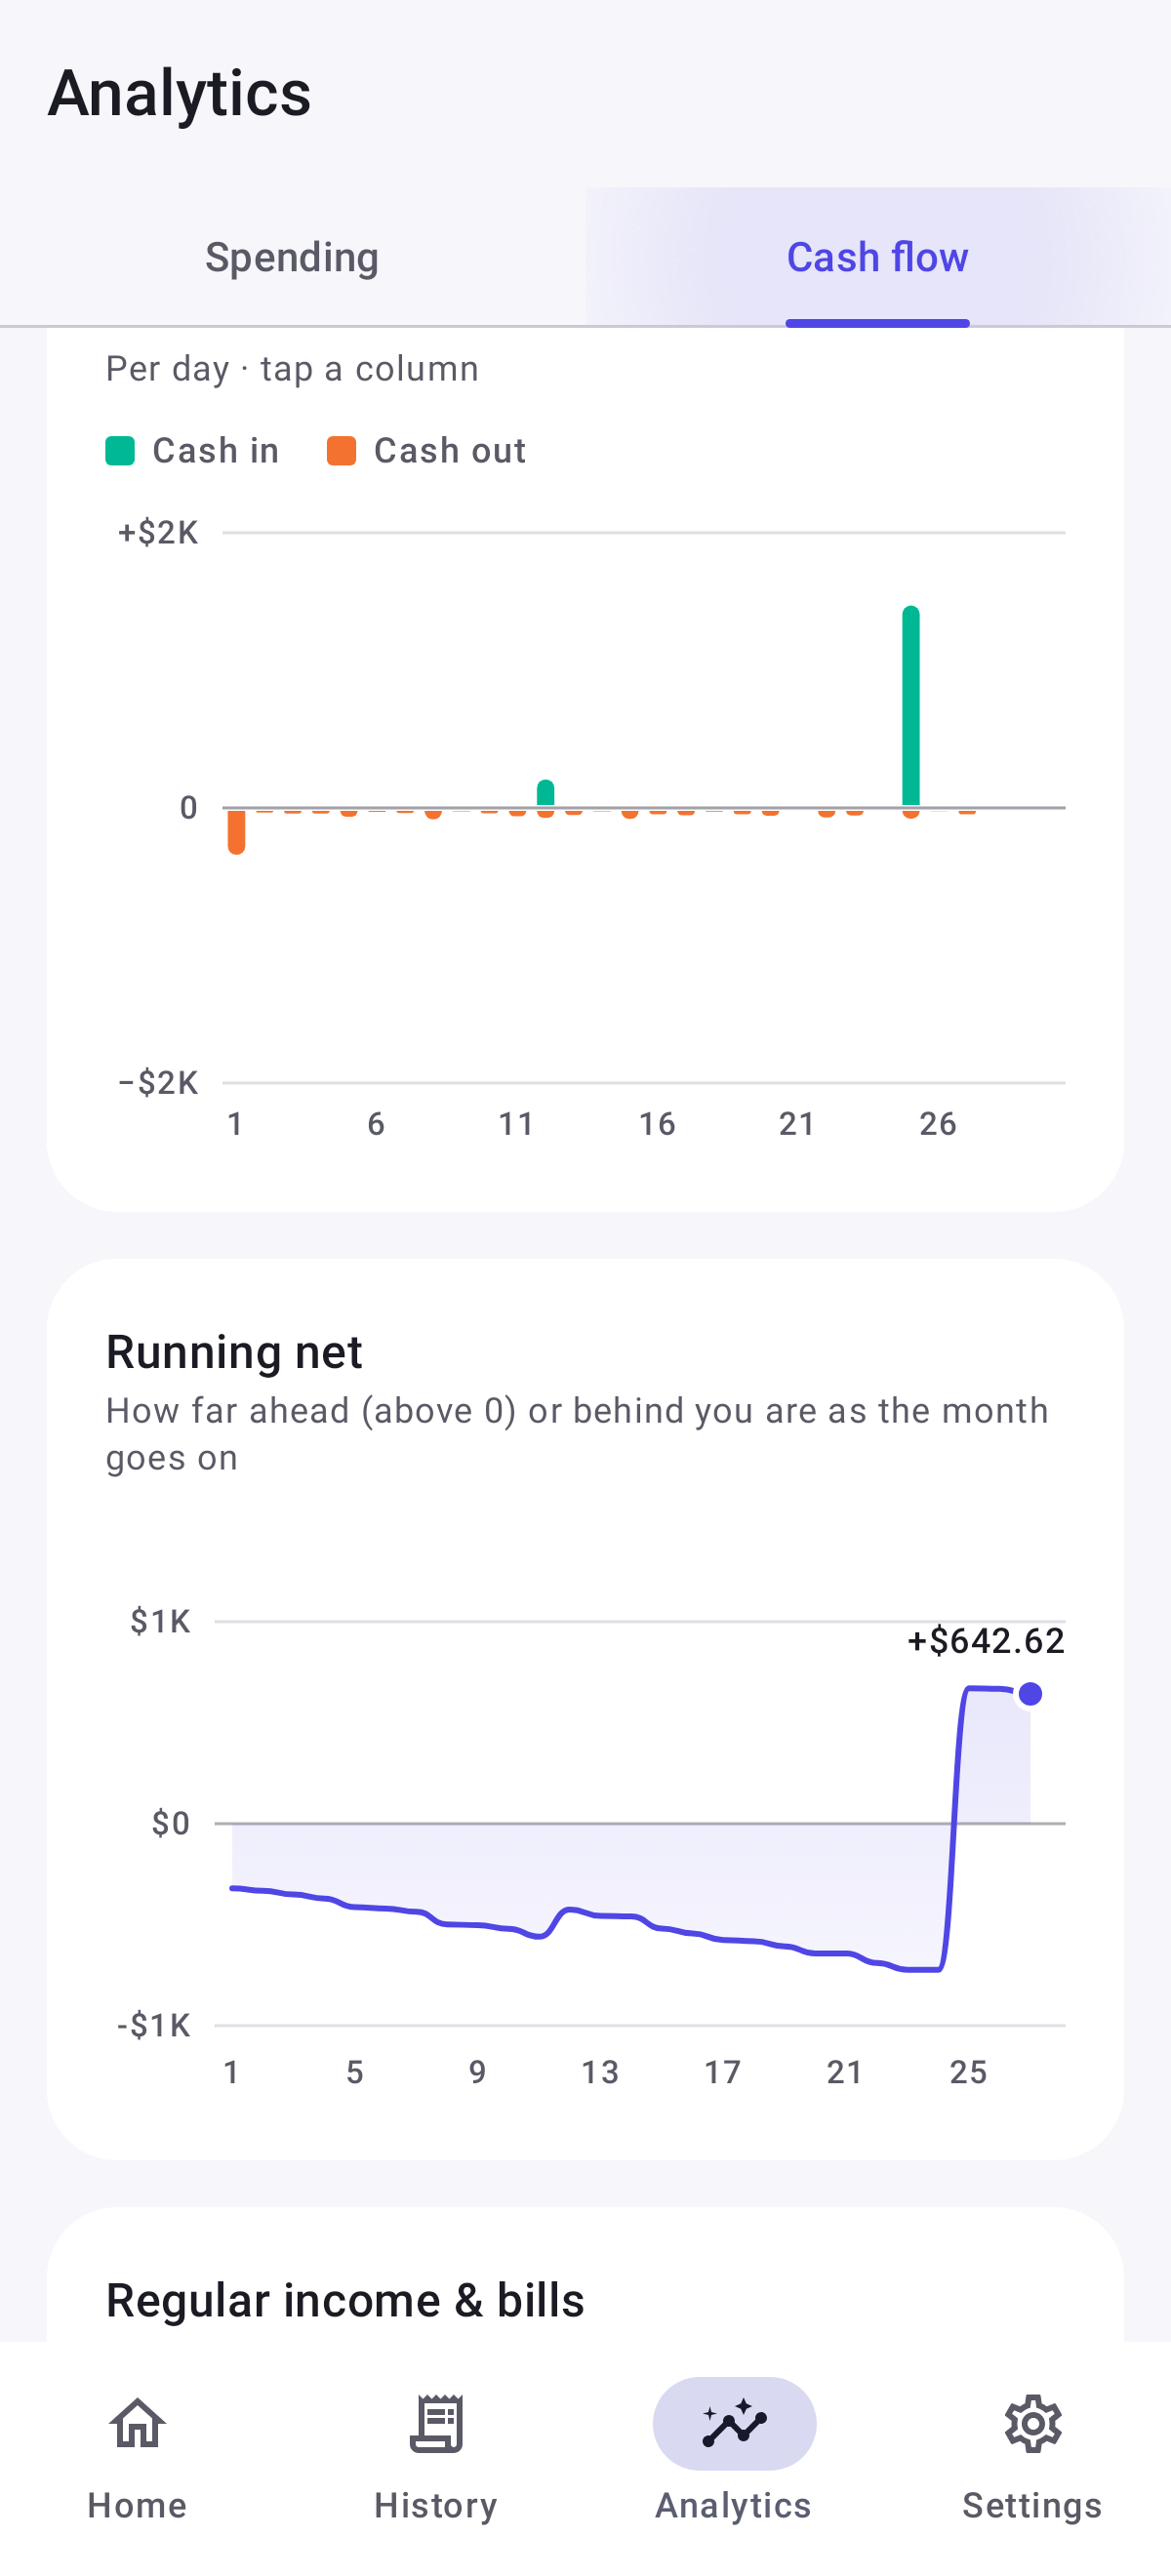 Analytics
Spending
Cash flow
Per day · tap a column
Cash in
Cash out
+$2K
0
−$2K
1 6 11 16 21 26
Running net
How far ahead (above 0) or behind you are as the month
goes on
$1K
+$642.62
$0
-$1K
1 5 9 13 17 21 25
Regular income & bills
Home History Analytics Settings